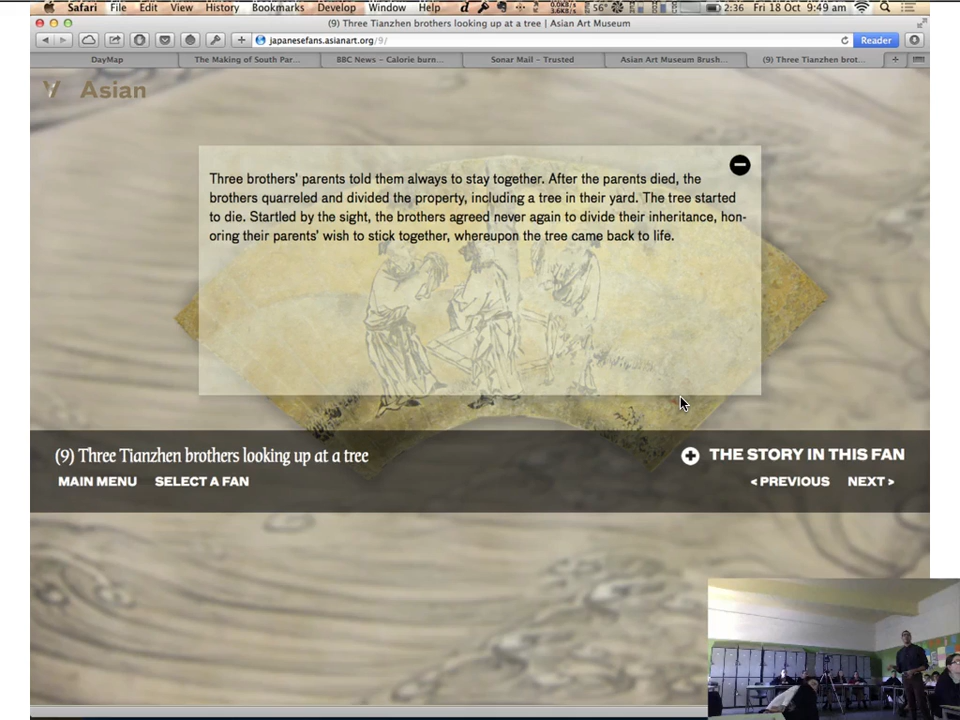 Safari File Edit View History Bookmarks Develop Window Help 56° 2:36 Fri 18 Oct 9:49 am
(9) Three Tianzhen brothers looking up at a tree | Asian Art Museum
japanesefans.asianart.org/9/ Reader
DayMap The Making of South Par... BBC News – Calorie burn... Sonar Mail – Trusted Asian Art Museum Brush... (9) Three Tianzhen brot...
Asian
Three brothers' parents told them always to stay together. After the parents died, the
brothers quarreled and divided the property, including a tree in their yard. The tree started
to die. Startled by the sight, the brothers agreed never again to divide their inheritance, hon-
oring their parents' wish to stick together, whereupon the tree came back to life.
(9) Three Tianzhen brothers looking up at a tree
THE STORY IN THIS FAN
MAIN MENU SELECT A FAN
< PREVIOUS NEXT >